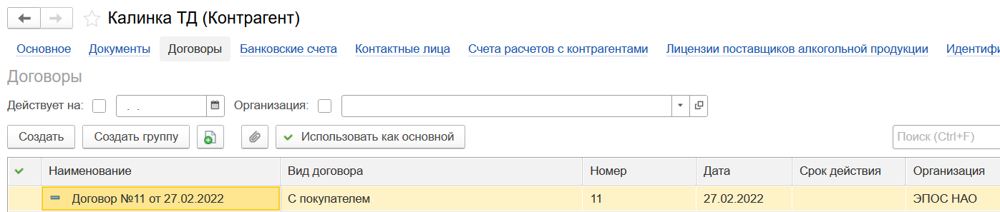 Калинка ТД (Контрагент)
Основное Документы Договоры Банковские счета Контактные лица Счета расчетов с контрагентами Лицензии поставщиков алкогольной продукции Идентифи
Договоры
Действует на: . . Организация:
Создать Создать группу Использовать как основной Поиск (Ctrl+F)
Наименование Вид договора Номер Дата Срок действия Организация
Договор №11 от 27.02.2022 С покупателем 11 27.02.2022 ЭПОС НАО